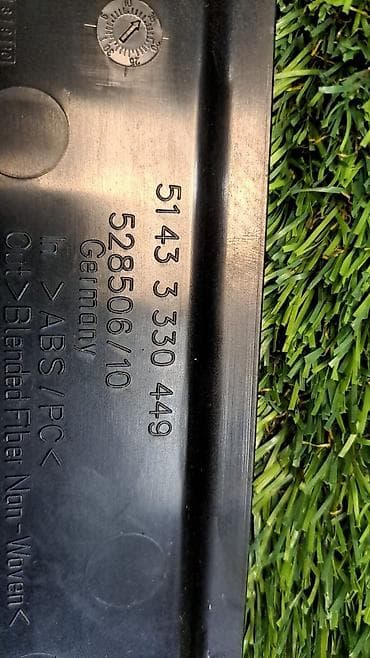 5143 3 330 449
528506/10
Germany
In >ABS/PC<
Out>Blended Fiber Non-Woven<